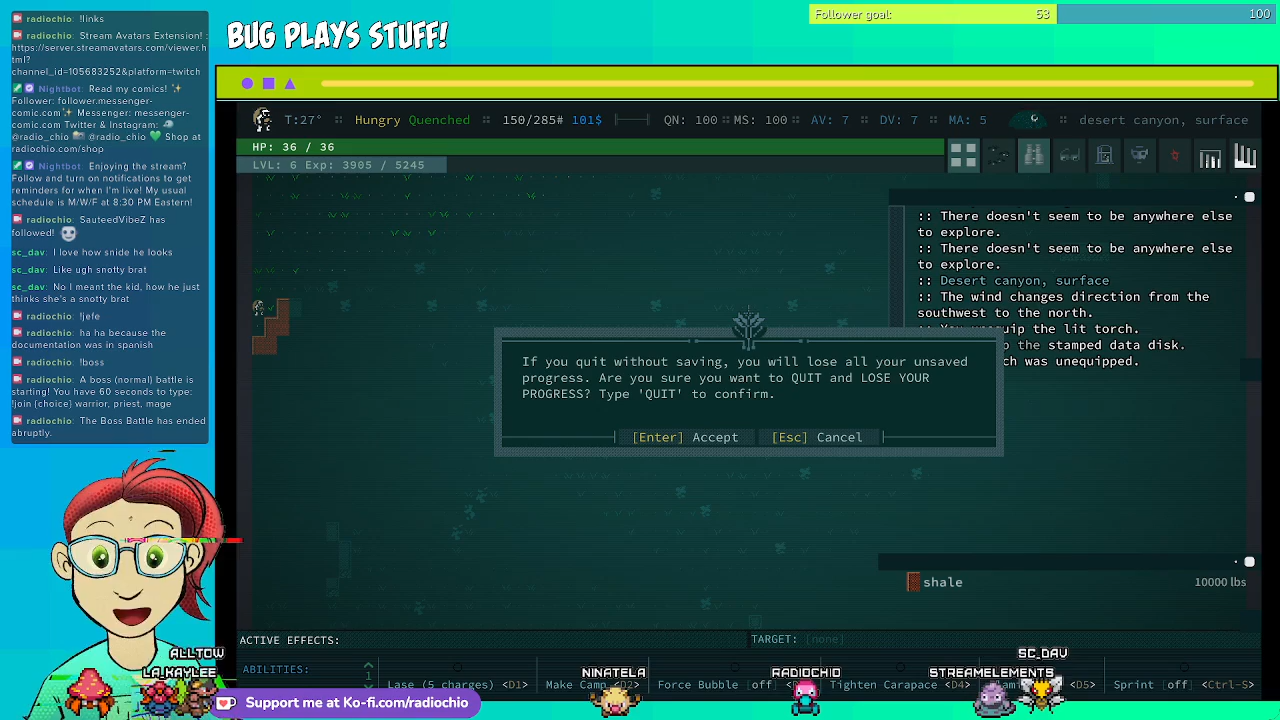 radiochio: !links
radiochio: Stream Avatars Extension! :
https://server.streamavatars.com/viewer.h
tml?
channel_id=105683252&platform=twitch
Nightbot: Read my comics! ✨
Follower: follower.messenger-
comic.com✨ Messenger: messenger-
comic.com Twitter & Instagram:
@radio_chio 📷 @radio_chio 💚 Shop at
radiochio.com/shop
Nightbot: Enjoying the stream?
Follow and turn on notifications to get
reminders for when I'm live! My usual
schedule is M/W/F at 8:30 PM Eastern!
radiochio: SauteedVibeZ has
followed!
sc_dav: I love how snide he looks
sc_dav: Like ugh snotty brat
sc_dav: No I meant the kid, how he just
thinks she's a snotty brat
radiochio: !jefe
radiochio: ha ha because the
documentation was in spanish
radiochio: !boss
radiochio: A boss (normal) battle is
starting! You have 60 seconds to type:
!join {choice} warrior, priest, mage
radiochio: The Boss Battle has ended
abruptly.
BUG PLAYS STUFF!
Follower goal: 53 100
T:27° :: Hungry Quenched :: 150/285# 101$ QN: 100 :: MS: 100 :: AV: 7 :: DV: 7 :: MA: 5 :: desert canyon, surface
HP: 36 / 36
LVL: 6 Exp: 3905 / 5245
:: There doesn't seem to be anywhere else
to explore.
:: There doesn't seem to be anywhere else
to explore.
:: Desert canyon, surface
:: The wind changes direction from the
southwest to the north.
:: You unequip the lit torch.
the stamped data disk.
was unequipped.
If you quit without saving, you will lose all your unsaved
progress. Are you sure you want to QUIT and LOSE YOUR
PROGRESS? Type 'QUIT' to confirm.
[Enter] Accept [Esc] Cancel
shale 10000 lbs
ACTIVE EFFECTS:
TARGET: [none]
ABILITIES: 1
Lase (5 charges) <D1> Make Camp <D2> Force Bubble [off] Tighten Carapace <D4> <D5> Sprint [off] <Ctrl-S>
ALLTOW
LA_KAYLEE
NINATELA
RADIOCHIO
STREAMELEMENTS
SC_DAV
Support me at Ko-fi.com/radiochio